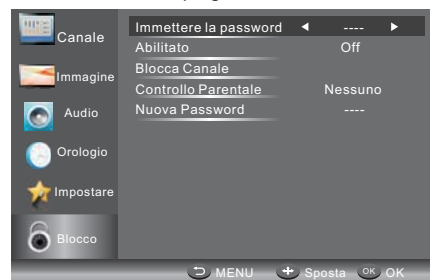 Canale
Immagine
Audio
Orologio
Impostare
Blocco
Immettere la password ----
Abilitato Off
Blocca Canale
Controllo Parentale Nessuno
Nuova Password ----
MENU Sposta OK OK